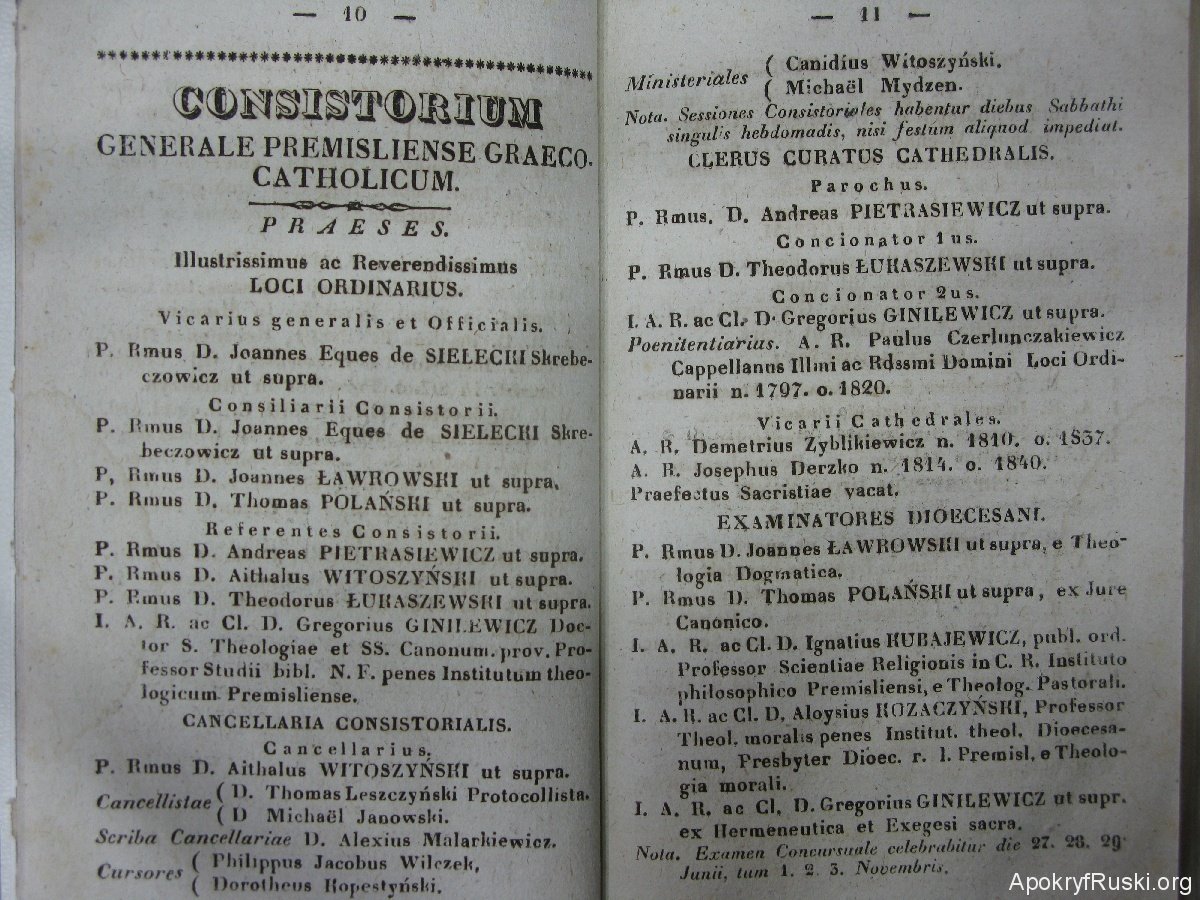 — 10 —
CONSISTORIUM
GENERALE PREMISLIENSE GRAECO-
CATHOLICUM.
PRAESES.
Illustrissimus ac Reverendissimus
LOCI ORDINARIUS.
Vicarius generalis et Officialis.
P. Rmus D. Joannes Eques de SIELECKI Skrebe-
czowicz ut supra.
Consiliarii Consistorii.
P. Rmus D. Joannes Eques de SIELECKI Skre-
beczowicz ut supra.
P, Rmus D. Joannes ŁAWROWSKI ut supra.
P. Rmus D. Thomas POLAŃSKI ut supra.
Referentes Consistorii.
P. Rmus D. Andreas PIETRASIEWICZ ut supra.
P. Rmus D. Aithalus WITOSZYŃSKI ut supra.
P. Rmus D. Theodorus ŁUKASZEWSKI ut supra.
I. A. R. ac Cl. D. Gregorius GINILEWICZ Doc-
tor S. Theologiae et SS. Canonum. prov. Pro-
fessor Studii bibl. N. F. penes Institutum theo-
logicum Premisliense.
CANCELLARIA CONSISTORIALIS.
Cancellarius.
P. Rmus D. Aithalus WITOSZYŃSKI ut supra.
Cancellistae ( D. Thomas Leszczyński Protocollista.
( D Michaël Janowski.
Scriba Cancellariae D. Alexius Malarkiewicz.
Cursores ( Philippus Jacobus Wilczek,
( Dorotheus Kopestyński.
— 11 —
Ministeriales ( Canidius Witoszyński.
( Michaël Mydzen.
Nota. Sessiones Consistoriales habentur diebus Sabbathi
singulis hebdomadis, nisi festum aliqnod impediat.
CLERUS CURATUS CATHEDRALIS.
Parochus.
P. Rmus. D. Andreas PIETRASIEWICZ ut supra.
Concionator 1us.
P. Rmus D. Theodorus ŁUKASZEWSKI ut supra.
Concionator 2us.
I. A. R. ac Cl. D. Gregorius GINILEWICZ ut supra.
Poenitentiarius. A. R. Paulus Czerlunczakiewicz
Cappellanus Illmi ac Rdssmi Domini Loci Ordi-
narii n. 1797. o. 1820.
Vicarii Cathedrales.
A. R. Demetrius Zyblikiewicz n. 1810. o. 1837.
A. R. Josephus Derzko n. 1814. o. 1840.
Praefectus Sacristiae vacat.
EXAMINATORES DIOECESANI.
P. Rmus D. Joannes ŁAWROWSKI ut supra, e Theo-
logia Dogmatica.
P. Rmus D. Thomas POLAŃSKI ut supra, ex Jure
Canonico.
I. A. R. ac Cl. D. Ignatius KUBAJEWICZ, publ. ord.
Professor Scientiae Religionis in C. R. Instituto
philosophico Premisliensi, e Theolog. Pastorali.
I. A. R. ac Cl. D. Aloysius KOZACZYŃSKI, Professor
Theol. moralis penes Institut. theol. Dioecesa-
num, Presbyter Dioec. r. l. Premisl. e Theolo-
gia morali.
I. A. R. ac Cl. D. Gregorius GINILEWICZ ut supr.
ex Hermeneutica et Exegesi sacra.
Nota. Examen Concursuale celebrabitur die 27. 28. 29.
Junii, tum 1. 2. 3. Novembris.
ApokryfRuski.org